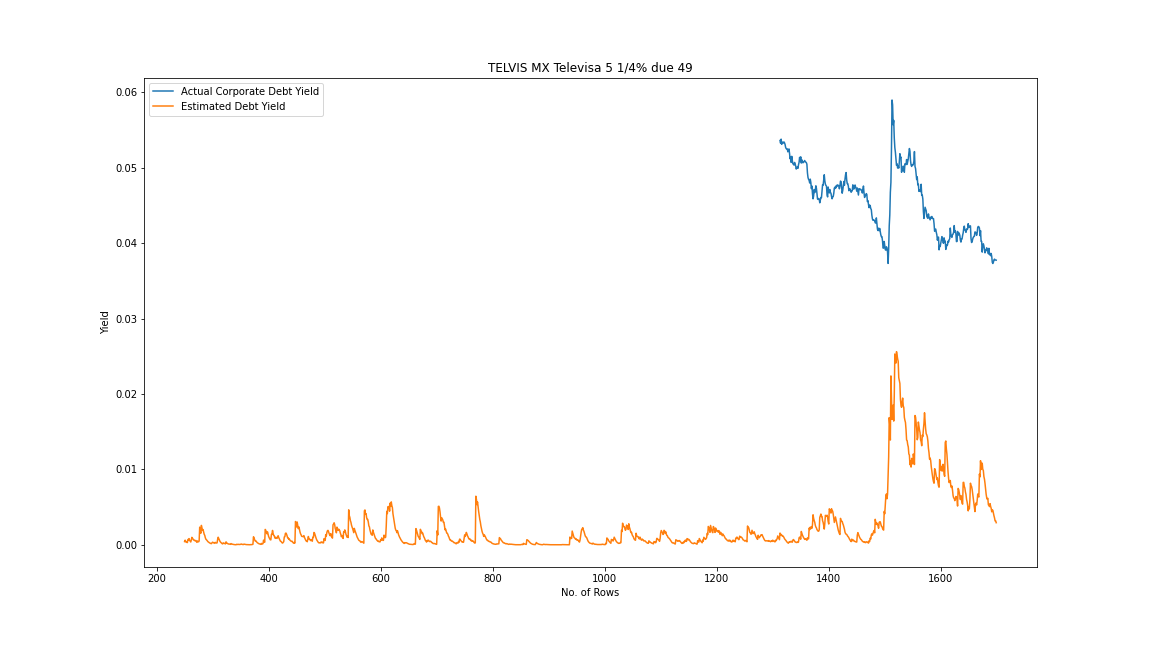 TELVIS MX Televisa 5 1/4% due 49
Actual Corporate Debt Yield
Estimated Debt Yield
Yield
0.06
0.05
0.04
0.03
0.02
0.01
0.00
200 400 600 800 1000 1200 1400 1600
No. of Rows